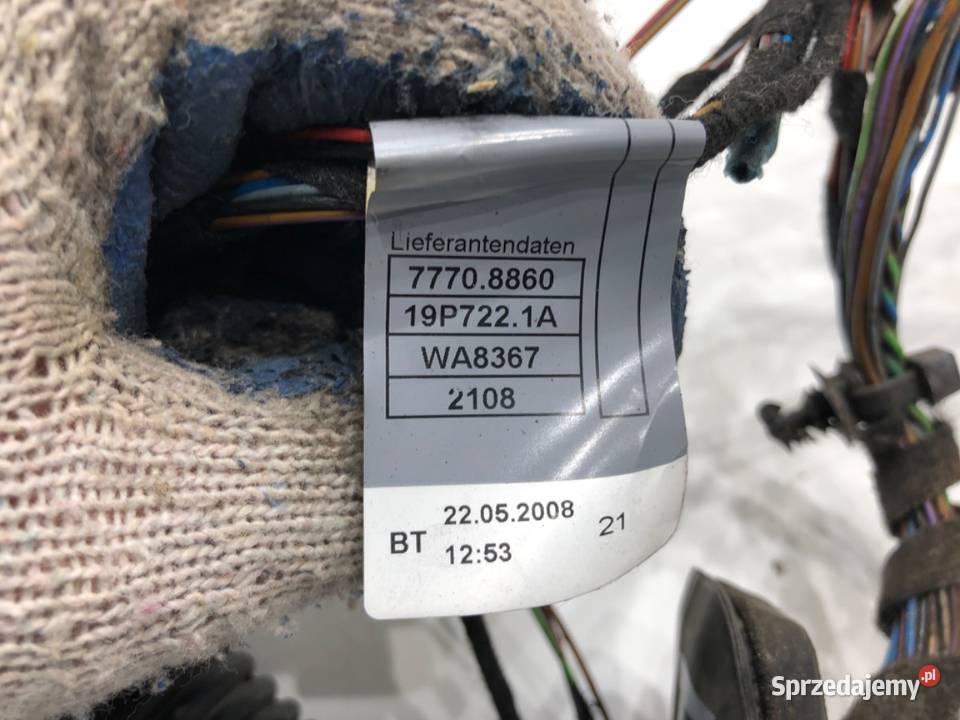 Lieferantendaten
7770.8860
19P722.1A
WA8367
2108
BT 22.05.2008 21
12:53
Sprzedajemy.pl